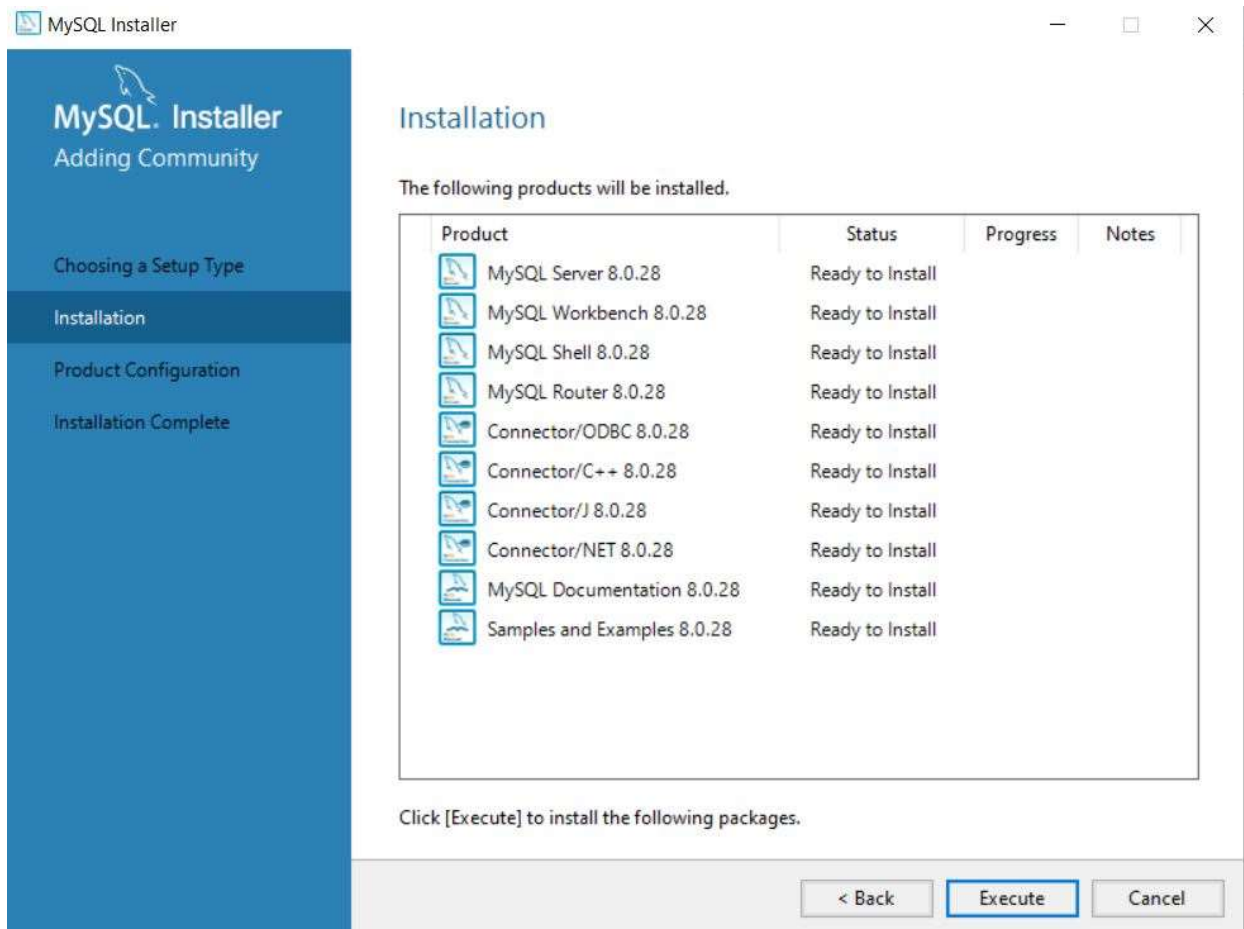 MySQL Installer
MySQL. Installer
Adding Community
Choosing a Setup Type
Installation
Product Configuration
Installation Complete
Installation
The following products will be installed.
Product Status Progress Notes
MySQL Server 8.0.28 Ready to Install
MySQL Workbench 8.0.28 Ready to Install
MySQL Shell 8.0.28 Ready to Install
MySQL Router 8.0.28 Ready to Install
Connector/ODBC 8.0.28 Ready to Install
Connector/C++ 8.0.28 Ready to Install
Connector/J 8.0.28 Ready to Install
Connector/NET 8.0.28 Ready to Install
MySQL Documentation 8.0.28 Ready to Install
Samples and Examples 8.0.28 Ready to Install
Click [Execute] to install the following packages.
< Back Execute Cancel